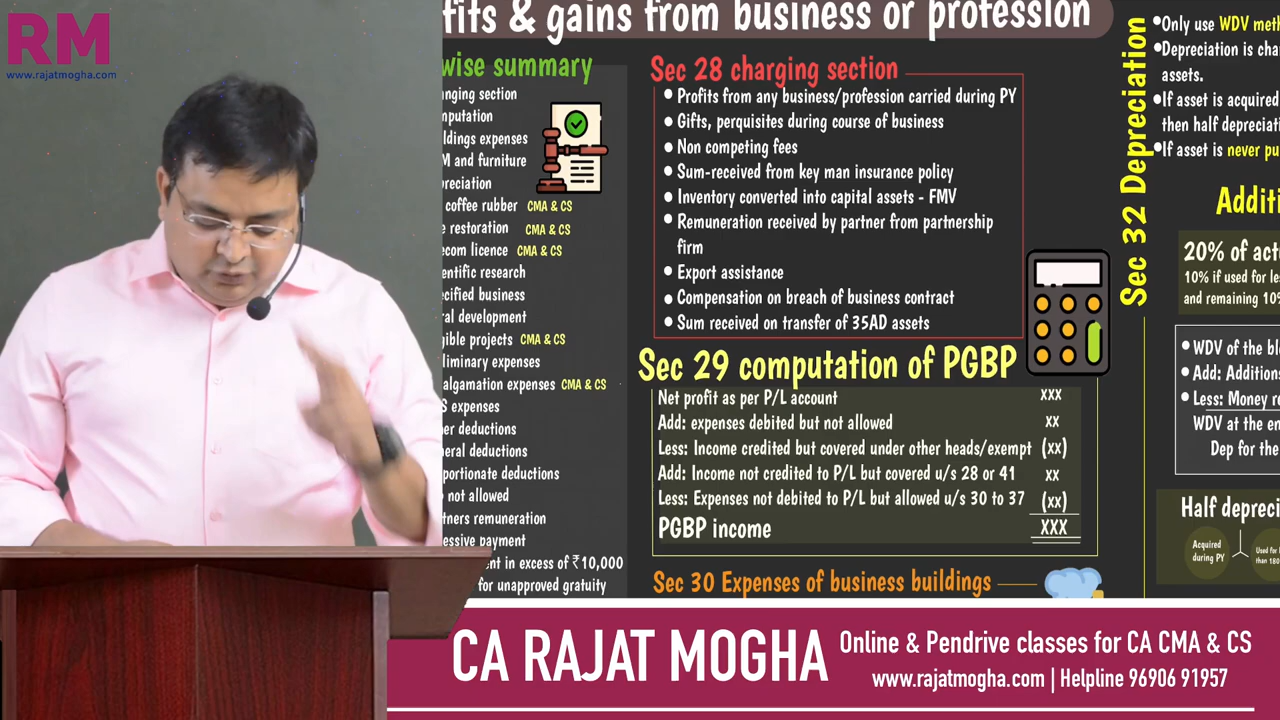 RM
www.rajatmogha.com
fits & gains from business or profession
wise summary
anging section
mputation
ldings expenses
M and furniture
preciation
coffee rubber CMA & CS
e restoration CMA & CS
ecom licence CMA & CS
entific research
ecified business
ral development
gible projects CMA & CS
liminary expenses
algamation expenses CMA & CS
S expenses
er deductions
neral deductions
portionate deductions
not allowed
tners remuneration
essive payment
ent in excess of ₹10,000
for unapproved gratuity
Sec 28 charging section
• Profits from any business/profession carried during PY
• Gifts, perquisites during course of business
• Non competing fees
• Sum-received from key man insurance policy
• Inventory converted into capital assets - FMV
• Remuneration received by partner from partnership
firm
• Export assistance
• Compensation on breach of business contract
• Sum received on transfer of 35AD assets
Sec 29 computation of PGBP
Net profit as per P/L account XXX
Add: expenses debited but not allowed XX
Less: Income credited but covered under other heads/exempt (xx)
Add: Income not credited to P/L but covered u/s 28 or 41 XX
Less: Expenses not debited to P/L but allowed u/s 30 to 37 (xx)
PGBP income XXX
Sec 30 Expenses of business buildings
Sec 32 Depreciation
•Only use WDV met
•Depreciation is cha
assets.
•If asset is acquired
then half depreciati
•If asset is never pu
Additi
20% of act
10% if used for le
and remaining 10%
•WDV of the bl
•Add: Additions
•Less: Money re
WDV at the en
Dep for the
Half depreci
Acquired
during PY
Used for
than 180
CA RAJAT MOGHA
Online & Pendrive classes for CA CMA & CS
www.rajatmogha.com | Helpline 96906 91957